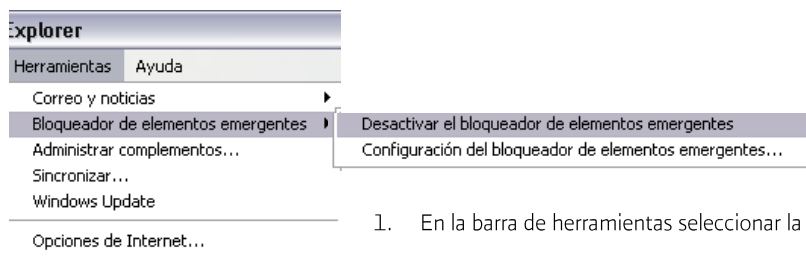 Explorer
Herramientas Ayuda
Correo y noticias
Bloqueador de elementos emergentes
Desactivar el bloqueador de elementos emergentes
Configuración del bloqueador de elementos emergentes...
Administrar complementos...
Sincronizar...
Windows Update
Opciones de Internet...
1. En la barra de herramientas seleccionar la